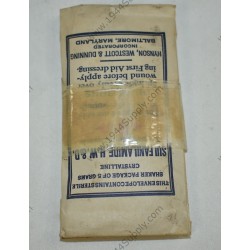 THIS ENVELOPE CONTAINS STERILE
SHAKER PACKAGE OF 5 GRAMS
CRYSTALLINE
SULFANILAMIDE H. W. & D.
wound before apply-
ing First Aid dressing.
HYNSON, WESTCOTT & DUNNING
INCORPORATED
BALTIMORE, MARYLAND